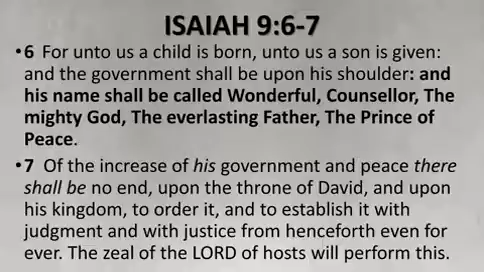 ISAIAH 9:6-7
•6 For unto us a child is born, unto us a son is given:
and the government shall be upon his shoulder: and
his name shall be called Wonderful, Counsellor, The
mighty God, The everlasting Father, The Prince of
Peace.
•7 Of the increase of his government and peace there
shall be no end, upon the throne of David, and upon
his kingdom, to order it, and to establish it with
judgment and with justice from henceforth even for
ever. The zeal of the LORD of hosts will perform this.